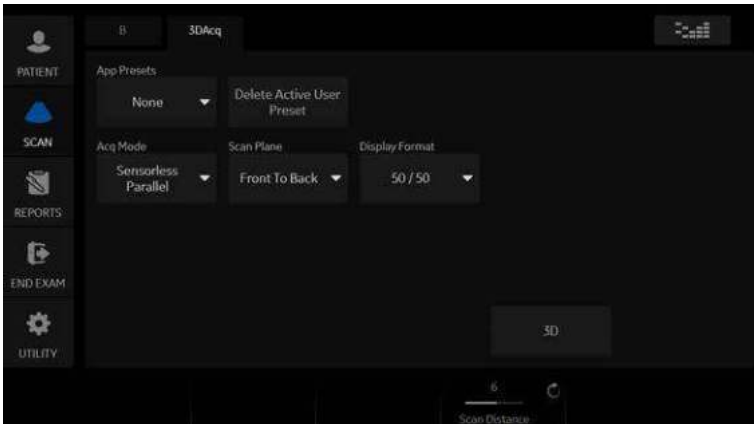 B
3DAcq
PATIENT
App Presets
None
Delete Active User
Preset
SCAN
Acq Mode
Scan Plane
Display Format
Sensorless
Parallel
Front To Back
50 / 50
REPORTS
END EXAM
3D
UTILITY
6
Scan Distance